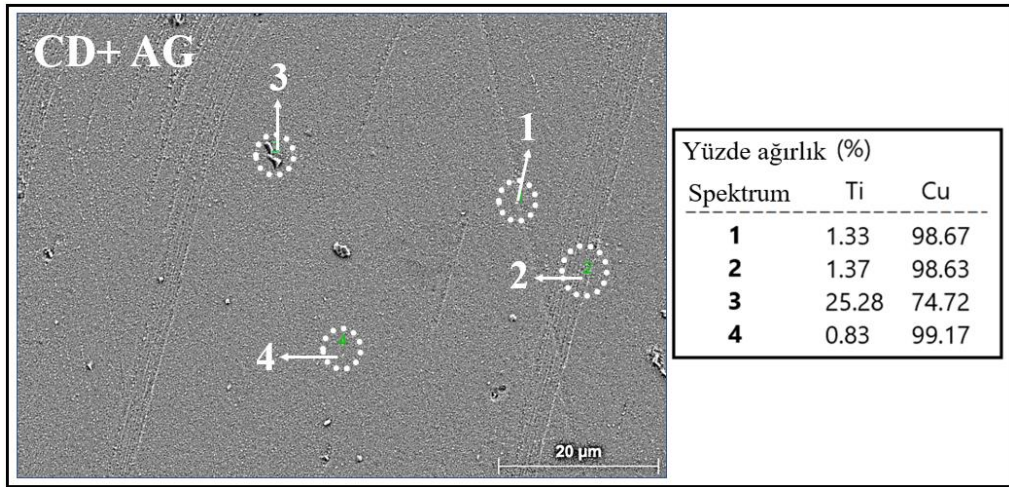 CD+ AG
3
1
2
4
20 µm
Yüzde ağırlık (%)
Spektrum Ti Cu
1 1.33 98.67
2 1.37 98.63
3 25.28 74.72
4 0.83 99.17